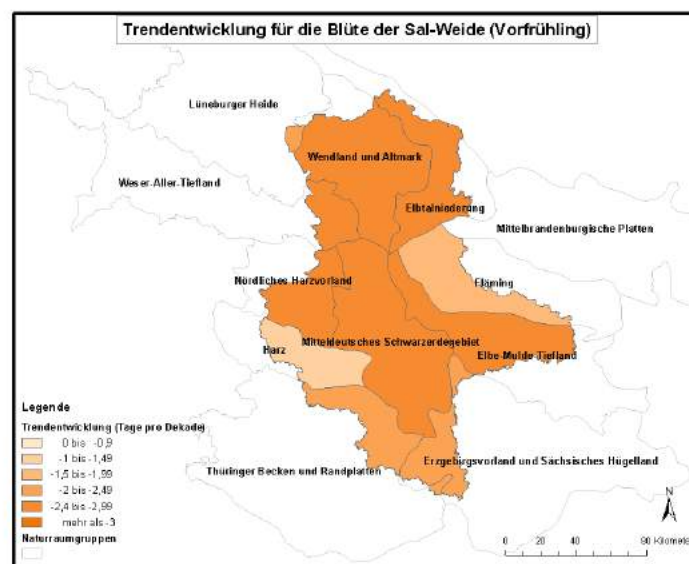 Trendentwicklung für die Blüte der Sal-Weide (Vorfrühling)
Lüneburger Heide
Wendland und Altmark
Weser-Aller-Tiefland
Elbtalniederung
Mittelbrandenburgische Platten
Nördliches Harzvorland
Fläming
Mitteldeutsches Schwarzerdegebiet
Harz
Elbe-Mulde-Tiefland
Legende
Trendentwicklung (Tage pro Dekade)
0 bis -0,9
-1 bis -1,49
-1,5 bis -1,99
-2 bis -2,49
-2,4 bis -2,99
mehr als -3
Naturraumgruppen
Thüringer Becken und Randplatten
Erzgebirgsvorland und Sächsisches Hügelland
N
0 20 40 80 Kilometer